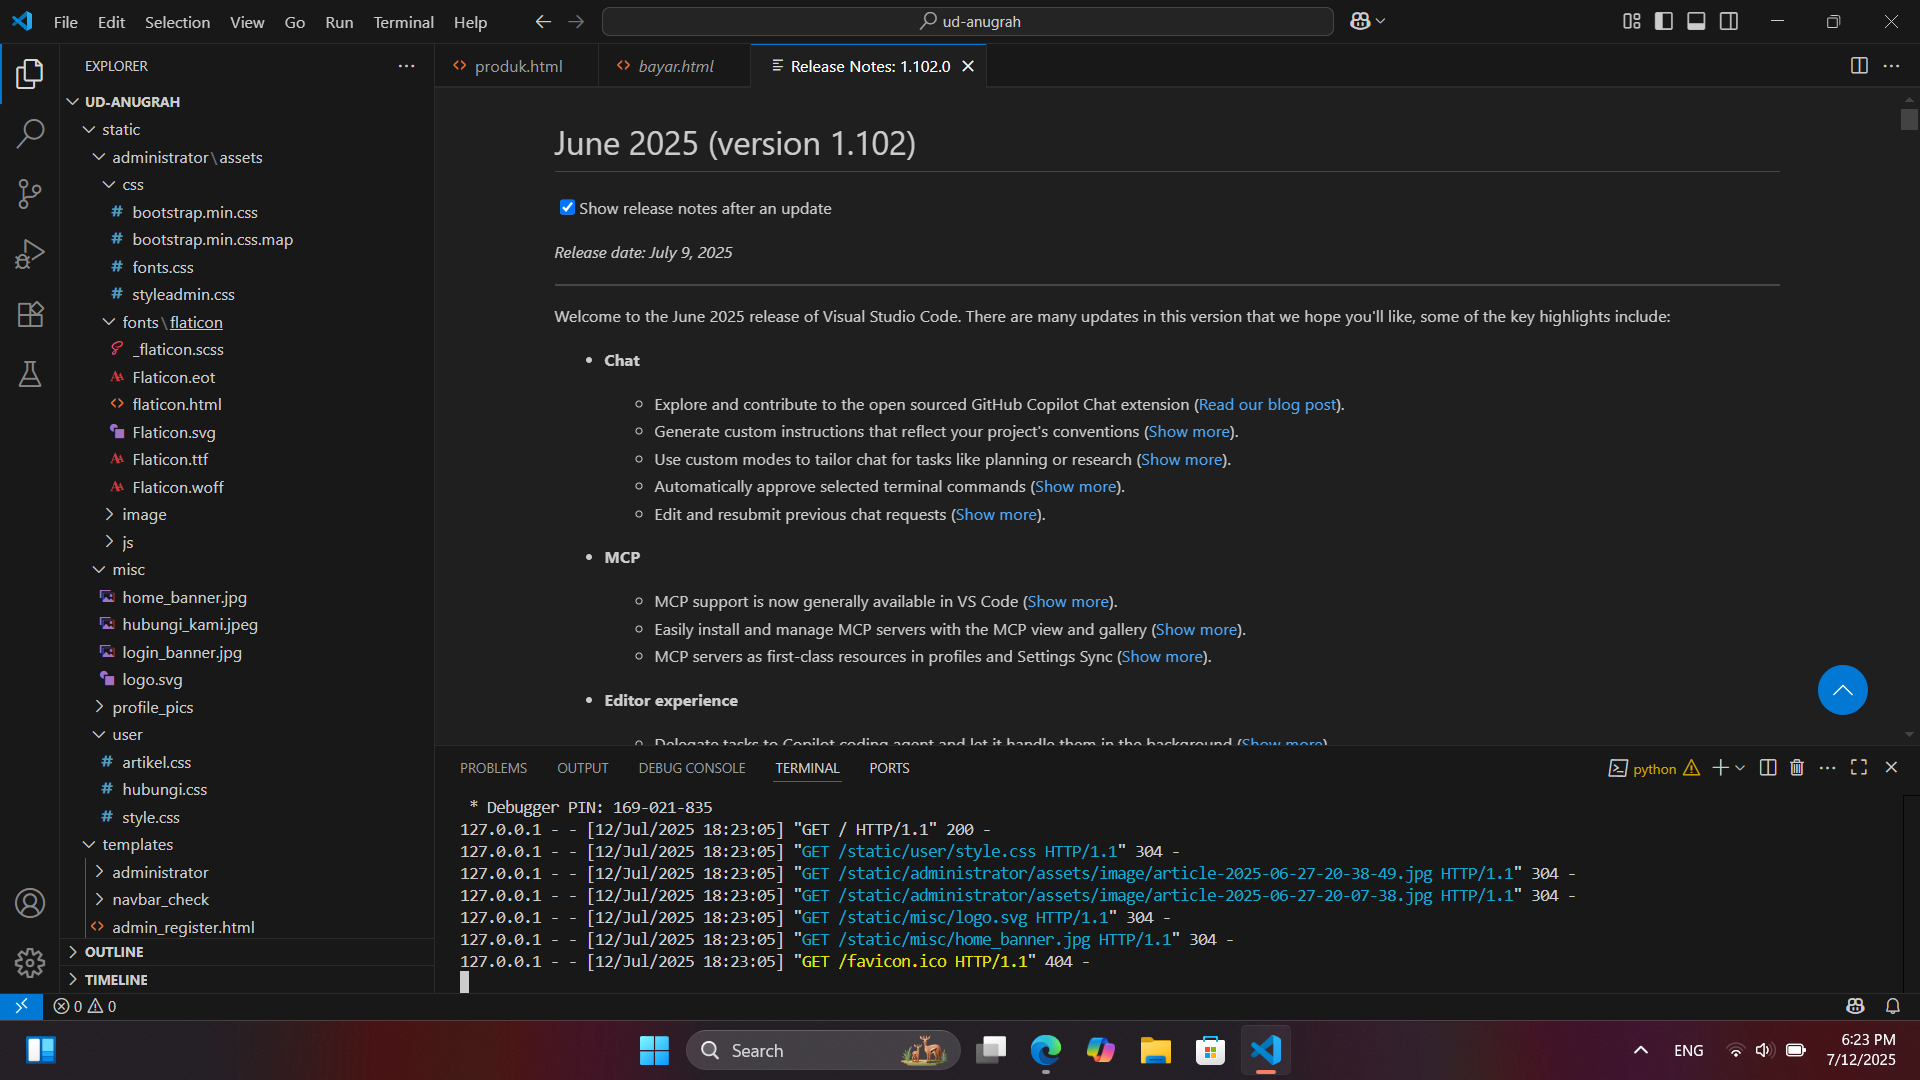 File Edit Selection View Go Run Terminal Help
ud-anugrah
EXPLORER
produk.html
bayar.html
Release Notes: 1.102.0
UD-ANUGRAH
static
administrator\assets
css
bootstrap.min.css
bootstrap.min.css.map
fonts.css
styleadmin.css
fonts\flaticon
_flaticon.scss
Flaticon.eot
flaticon.html
Flaticon.svg
Flaticon.ttf
Flaticon.woff
image
js
misc
home_banner.jpg
hubungi_kami.jpeg
login_banner.jpg
logo.svg
profile_pics
user
artikel.css
hubungi.css
style.css
templates
administrator
navbar_check
admin_register.html
OUTLINE
TIMELINE
June 2025 (version 1.102)
Show release notes after an update
Release date: July 9, 2025
Welcome to the June 2025 release of Visual Studio Code. There are many updates in this version that we hope you'll like, some of the key highlights include:
Chat
Explore and contribute to the open sourced GitHub Copilot Chat extension (Read our blog post).
Generate custom instructions that reflect your project's conventions (Show more).
Use custom modes to tailor chat for tasks like planning or research (Show more).
Automatically approve selected terminal commands (Show more).
Edit and resubmit previous chat requests (Show more).
MCP
MCP support is now generally available in VS Code (Show more).
Easily install and manage MCP servers with the MCP view and gallery (Show more).
MCP servers as first-class resources in profiles and Settings Sync (Show more).
Editor experience
Delegate tasks to Copilot coding agent and let it handle them in the background (Show more).
PROBLEMS OUTPUT DEBUG CONSOLE TERMINAL PORTS
python
* Debugger PIN: 169-021-835
127.0.0.1 - - [12/Jul/2025 18:23:05] "GET / HTTP/1.1" 200 -
127.0.0.1 - - [12/Jul/2025 18:23:05] "GET /static/user/style.css HTTP/1.1" 304 -
127.0.0.1 - - [12/Jul/2025 18:23:05] "GET /static/administrator/assets/image/article-2025-06-27-20-38-49.jpg HTTP/1.1" 304 -
127.0.0.1 - - [12/Jul/2025 18:23:05] "GET /static/administrator/assets/image/article-2025-06-27-20-07-38.jpg HTTP/1.1" 304 -
127.0.0.1 - - [12/Jul/2025 18:23:05] "GET /static/misc/logo.svg HTTP/1.1" 304 -
127.0.0.1 - - [12/Jul/2025 18:23:05] "GET /static/misc/home_banner.jpg HTTP/1.1" 304 -
127.0.0.1 - - [12/Jul/2025 18:23:05] "GET /favicon.ico HTTP/1.1" 404 -
0 0
Search
ENG
6:23 PM
7/12/2025